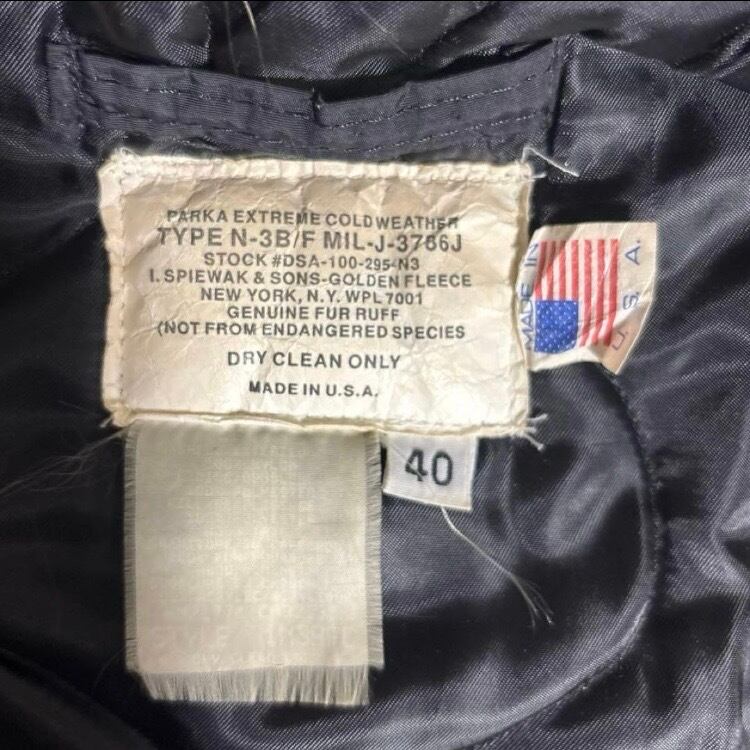 PARKA EXTREME COLD WEATHER
TYPE N-3B/F MIL-J-3766J
STOCK #DSA-100-295-N3
I. SPIEWAK & SONS-GOLDEN FLEECE
NEW YORK, N.Y. WPL 7001
GENUINE FUR RUFF
(NOT FROM ENDANGERED SPECIES
DRY CLEAN ONLY
MADE IN U.S.A.
MADE IN
U. S. A.
40